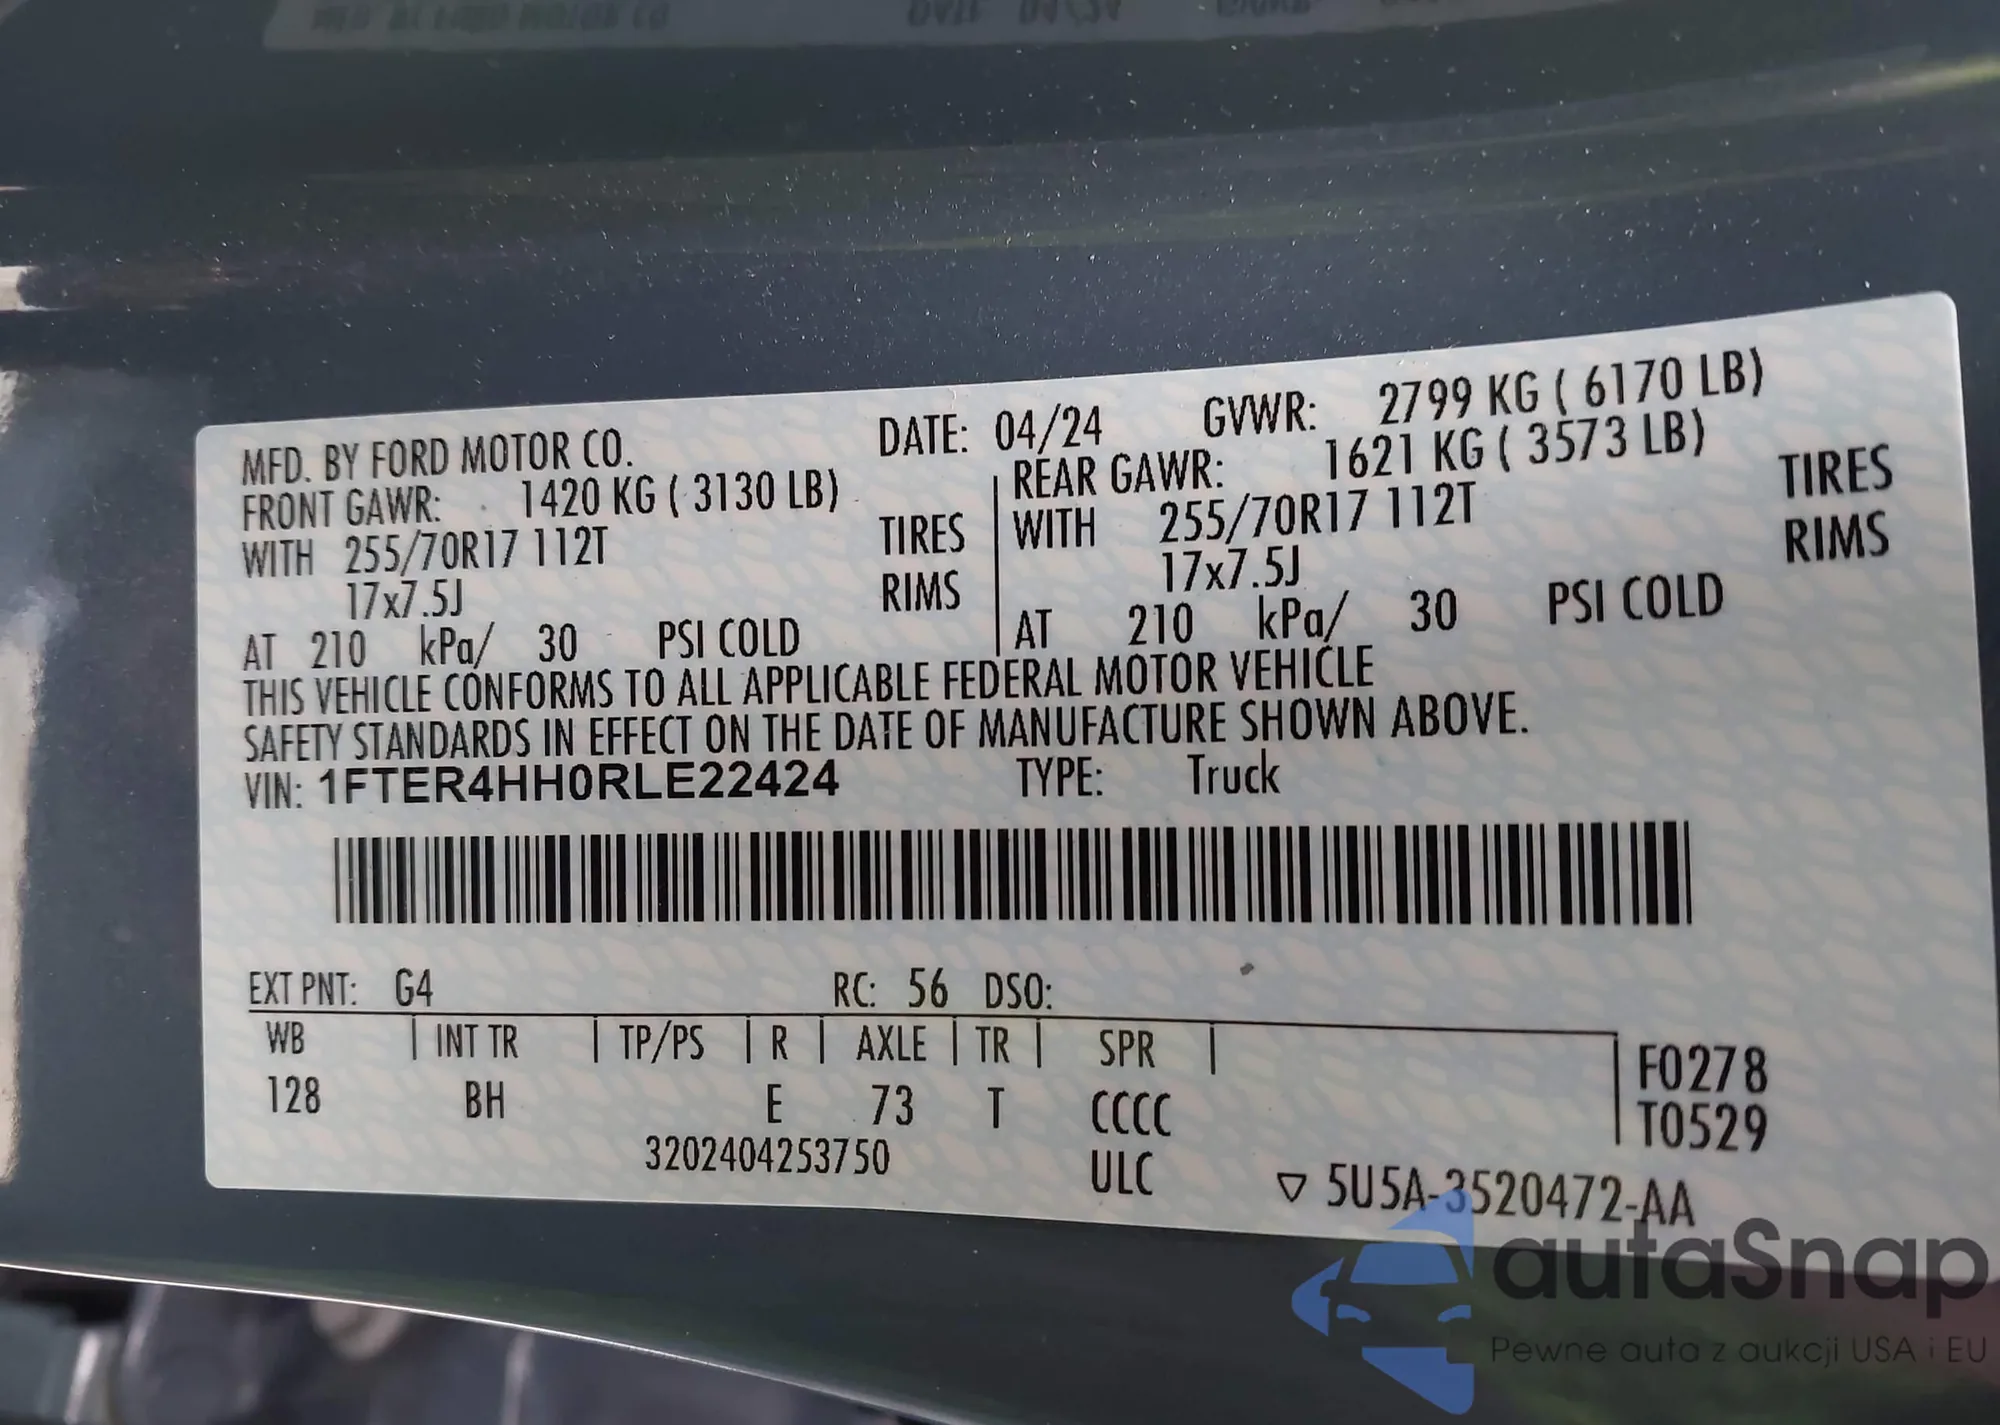 MFD. BY FORD MOTOR CO. DATE: 04/24 GVWR: 2799 KG ( 6170 LB)
FRONT GAWR: 1420 KG ( 3130 LB) REAR GAWR: 1621 KG ( 3573 LB)
WITH 255/70R17 112T TIRES WITH 255/70R17 112T TIRES
17x7.5J RIMS 17x7.5J RIMS
AT 210 kPa/ 30 PSI COLD AT 210 kPa/ 30 PSI COLD
THIS VEHICLE CONFORMS TO ALL APPLICABLE FEDERAL MOTOR VEHICLE
SAFETY STANDARDS IN EFFECT ON THE DATE OF MANUFACTURE SHOWN ABOVE.
VIN: 1FTER4HH0RLE22424 TYPE: Truck
EXT PNT: G4 RC: 56 DSO:
WB | INT TR | TP/PS | R | AXLE | TR | SPR | F0278
128 BH E 73 T CCCC T0529
3202404253750 ULC ▽ 5U5A-3520472-AA
autaSnap
Pewne auta z aukcji USA i EU